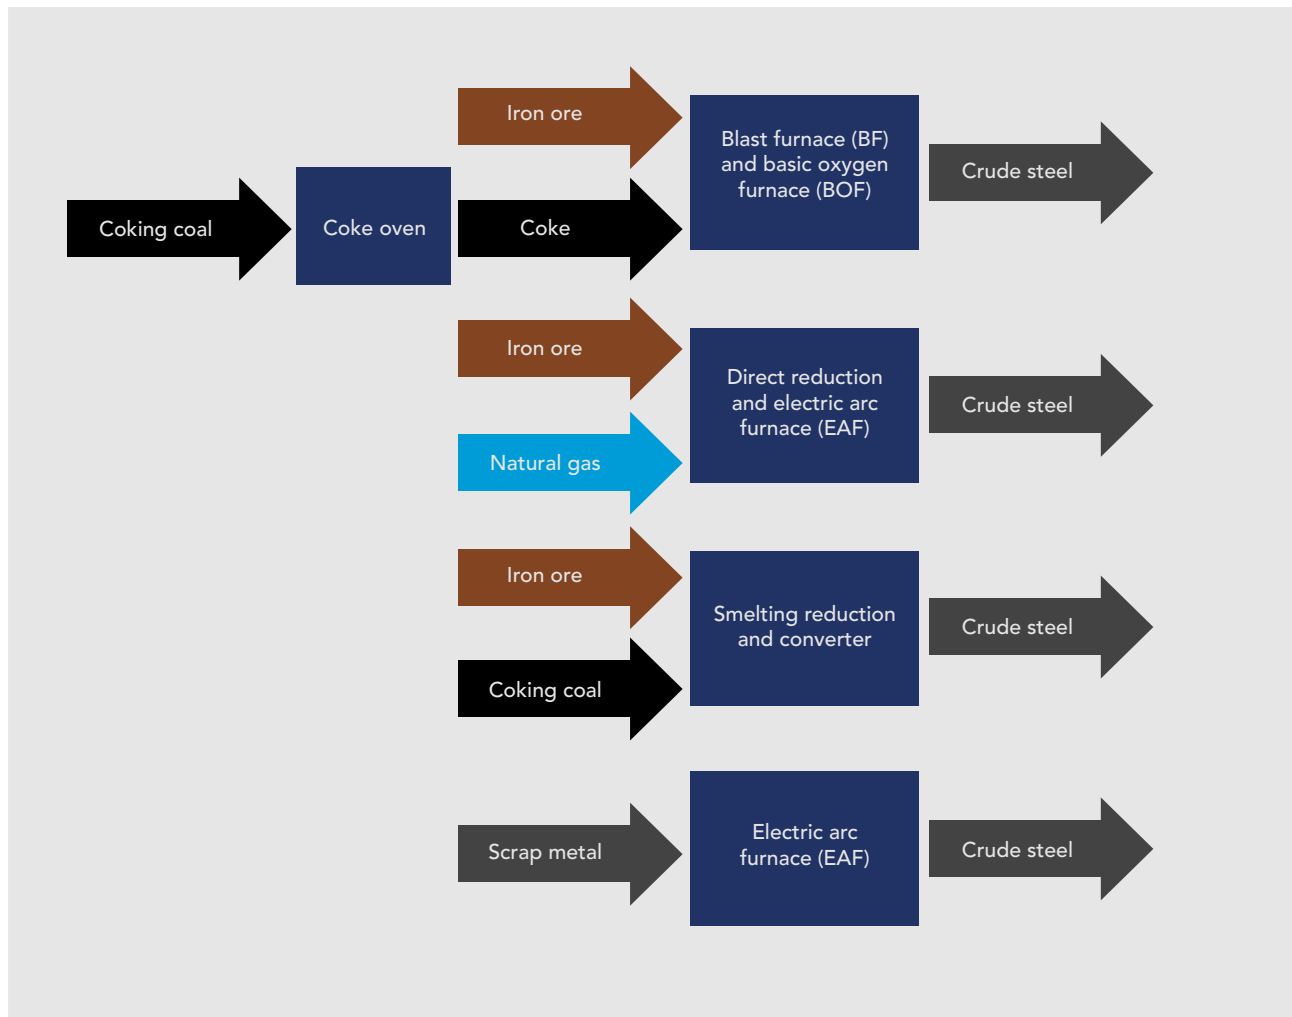 Iron ore
Blast furnace (BF)
and basic oxygen
furnace (BOF)
Crude steel
Coking coal
Coke oven
Coke
Iron ore
Direct reduction
and electric arc
furnace (EAF)
Crude steel
Natural gas
Iron ore
Smelting reduction
and converter
Crude steel
Coking coal
Scrap metal
Electric arc
furnace (EAF)
Crude steel